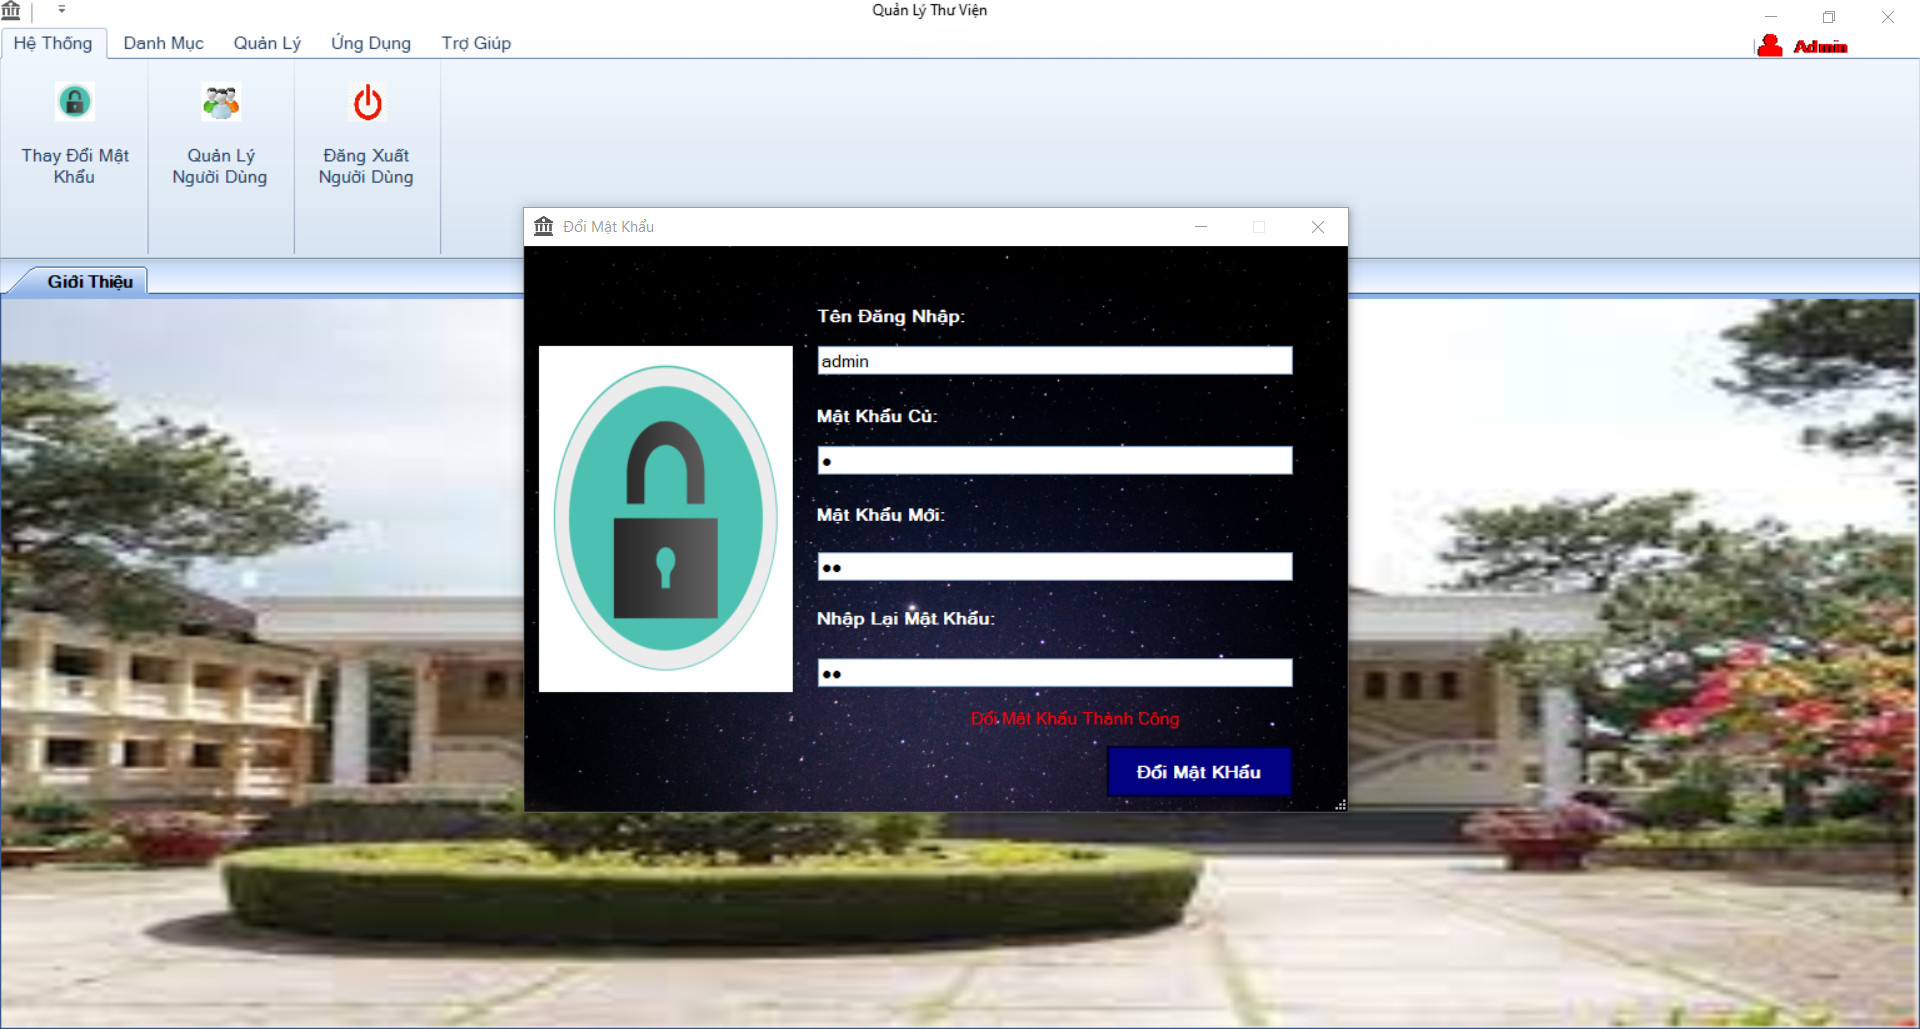 Quản Lý Thư Viện
Hệ Thống Danh Mục Quản Lý Ứng Dụng Trợ Giúp
Admin
Thay Đổi Mật
Khẩu
Quản Lý
Người Dùng
Đăng Xuất
Người Dùng
Giới Thiệu
Đổi Mật Khẩu
Tên Đăng Nhập:
admin
Mật Khẩu Củ:
Mật Khẩu Mới:
Nhập Lại Mật Khẩu:
Đổi Mật Khẩu Thành Công
Đổi Mật KHẩu